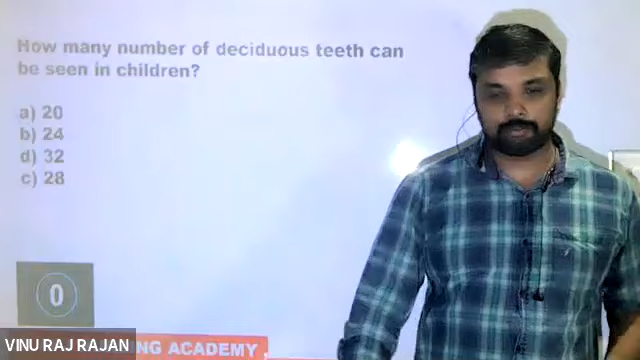 How many number of deciduous teeth can
be seen in children?
a) 20
b) 24
d) 32
c) 28
0
VINU RAJ RAJAN
NG ACADEMY